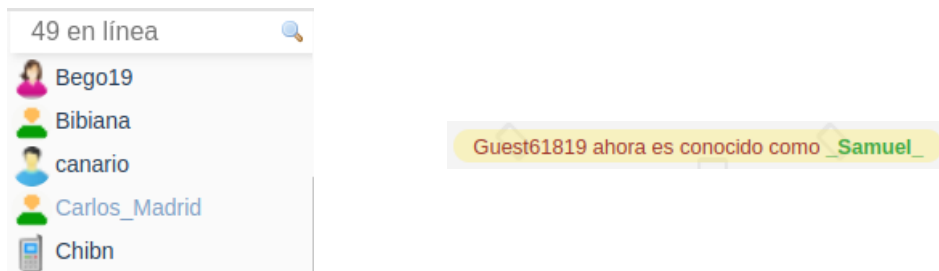 49 en línea
Bego19
Bibiana
canario
Carlos_Madrid
Chibn
Guest61819 ahora es conocido como _Samuel_